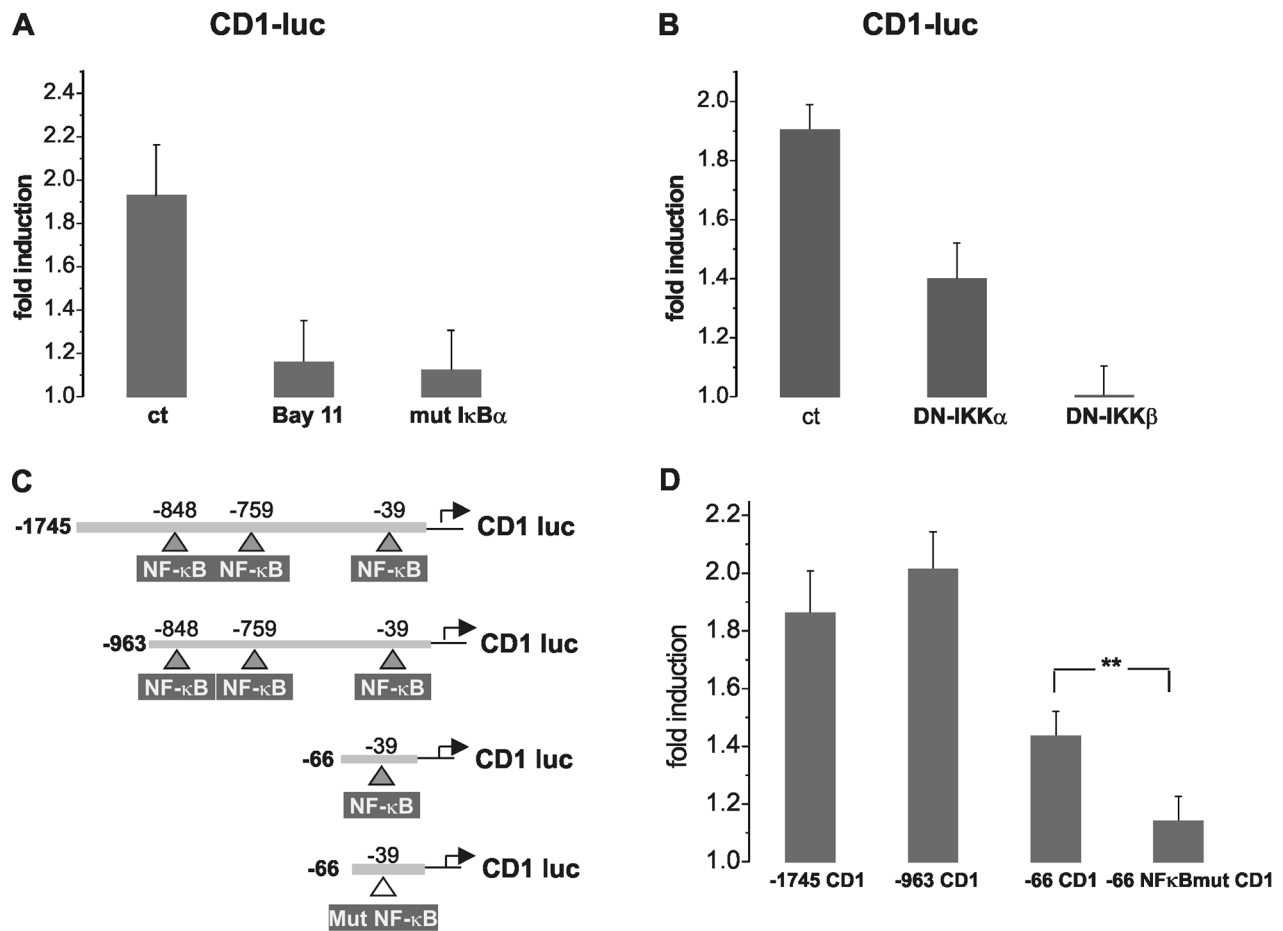 A CD1-luc
fold induction
2.4
2.2
2.0
1.8
1.6
1.4
1.2
1.0
ct Bay 11 mut IκBα
B CD1-luc
fold induction
2.0
1.8
1.6
1.4
1.2
1.0
ct DN-IKKα DN-IKKβ
C
-848 -759 -39
-1745 CD1 luc
NF-κB NF-κB NF-κB
-848 -759 -39
-963 CD1 luc
NF-κB NF-κB NF-κB
-39
-66 CD1 luc
NF-κB
-39
-66 CD1 luc
Mut NF-κB
D
fold induction
2.2
2.0
1.8
1.6
1.4
1.2
1.0
**
-1745 CD1 -963 CD1 -66 CD1 -66 NFκBmut CD1